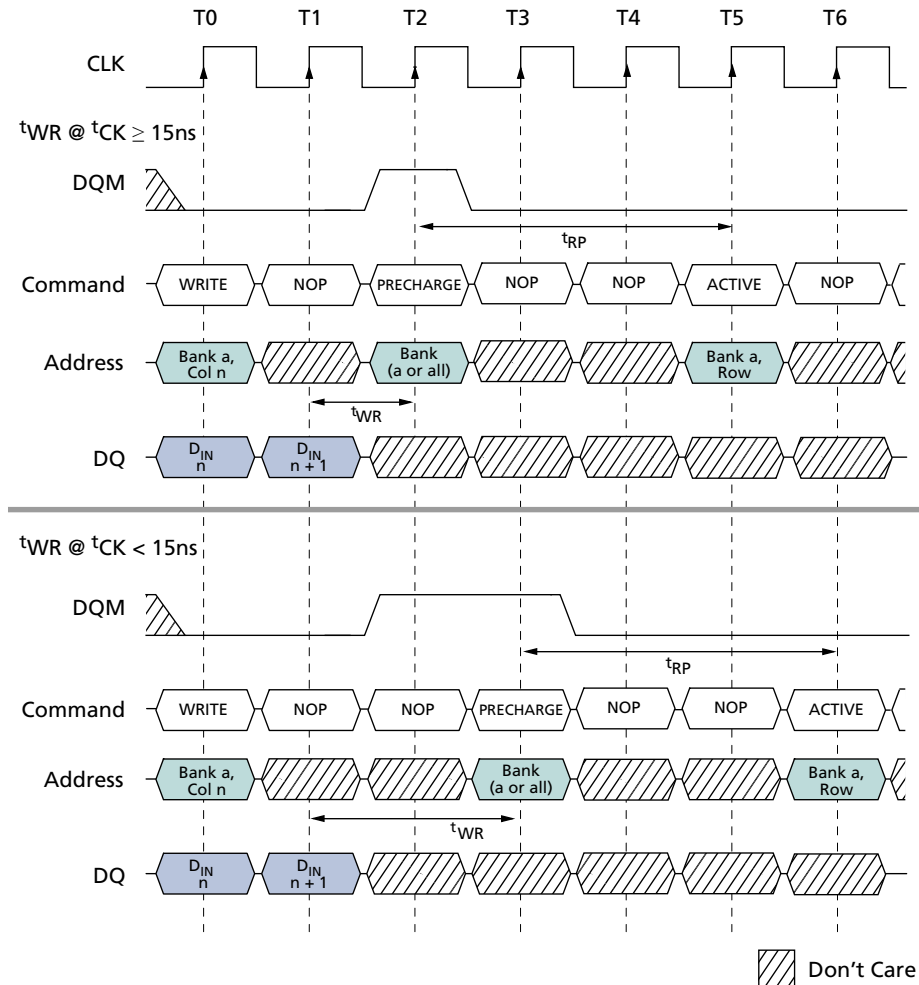 T0 T1 T2 T3 T4 T5 T6
CLK
tWR @ tCK ≥ 15ns
DQM
tRP
Command WRITE NOP PRECHARGE NOP NOP ACTIVE NOP
Address Bank a, Bank Bank a,
Col n (a or all) Row
tWR
DQ DIN DIN
n n + 1
tWR @ tCK < 15ns
DQM
tRP
Command WRITE NOP NOP PRECHARGE NOP NOP ACTIVE
Address Bank a, Bank Bank a,
Col n (a or all) Row
tWR
DQ DIN DIN
n n + 1
Don't Care